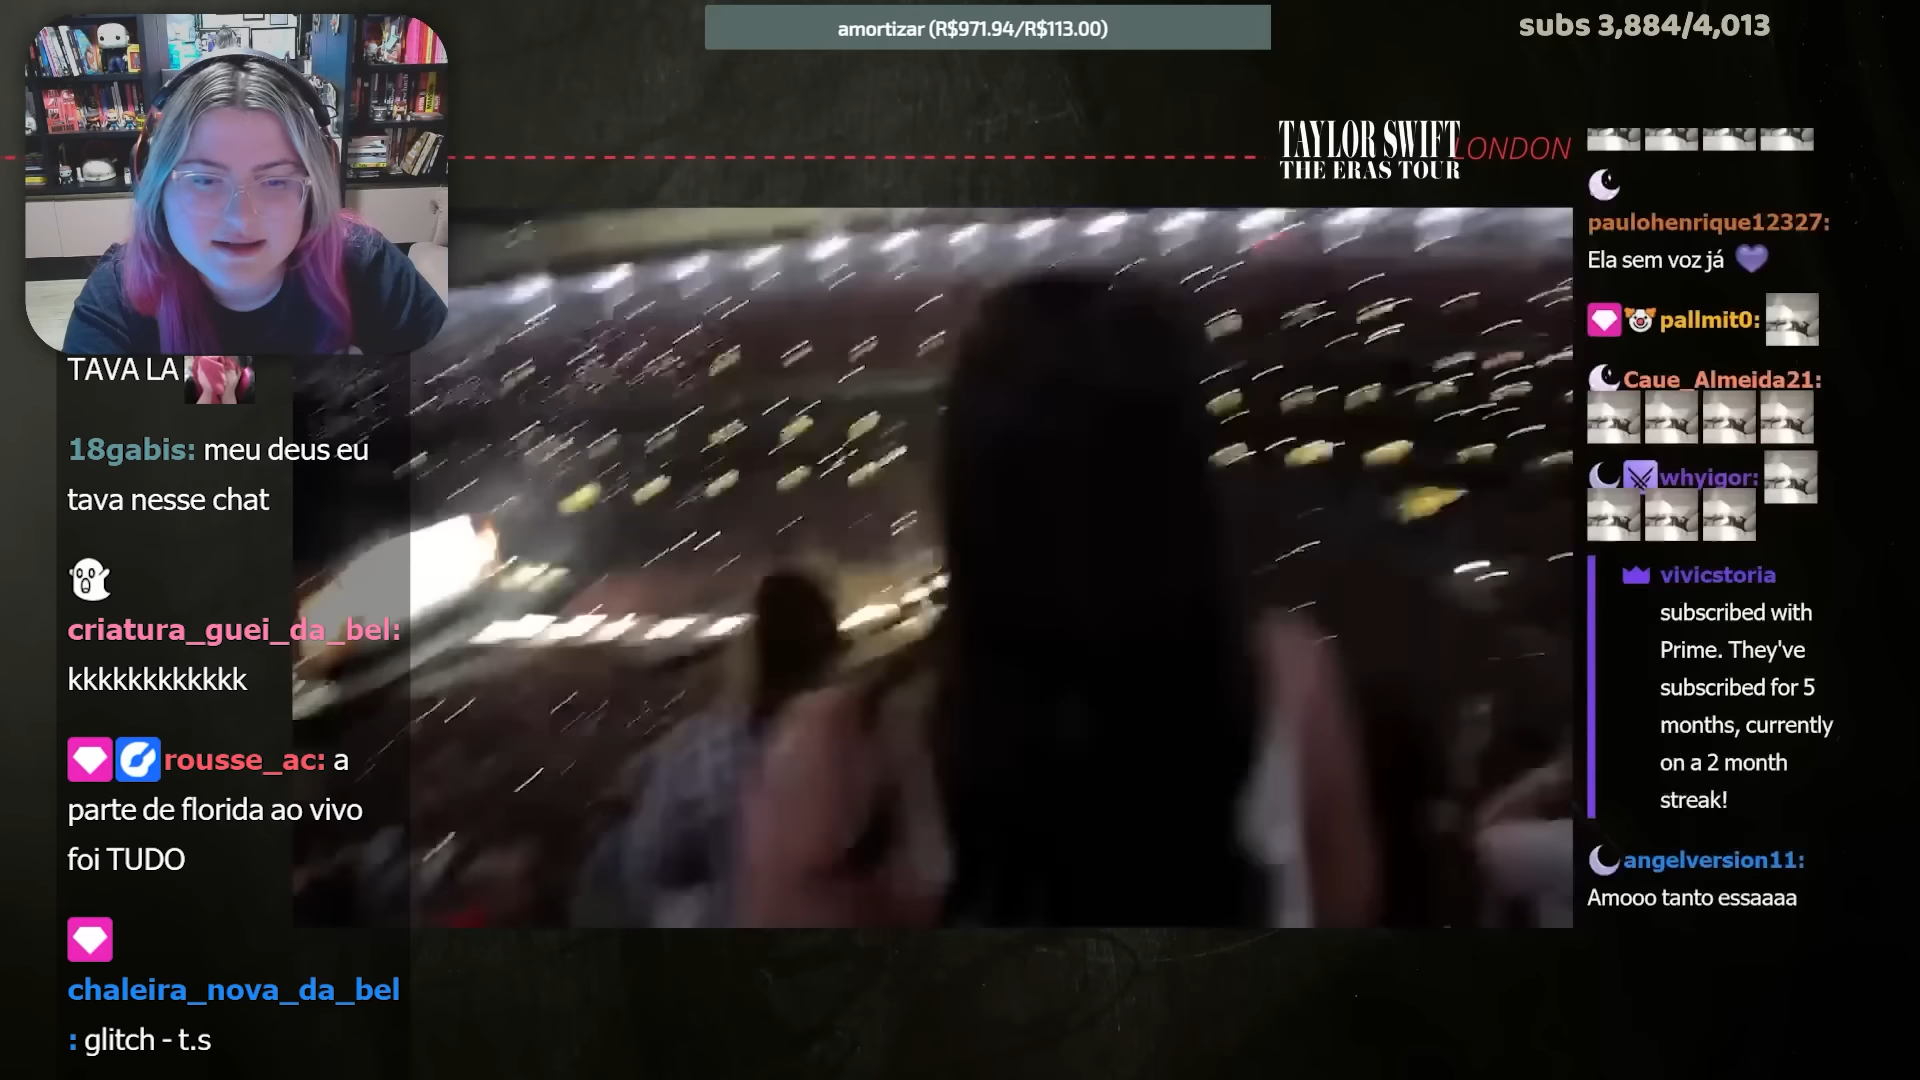 amortizar (R$971.94/R$113.00)
subs 3,884/4,013
TAYLOR SWIFT
THE ERAS TOUR
LONDON
TAVA LA
18gabis: meu deus eu
tava nesse chat
criatura_guei_da_bel:
kkkkkkkkkkkk
rousse_ac: a
parte de florida ao vivo
foi TUDO
chaleira_nova_da_bel
: glitch - t.s
paulohenrique12327:
Ela sem voz já
pallmit0:
Caue_Almeida21:
whyigor:
vivicstoria
subscribed with
Prime. They've
subscribed for 5
months, currently
on a 2 month
streak!
angelversion11:
Amooo tanto essaaaa